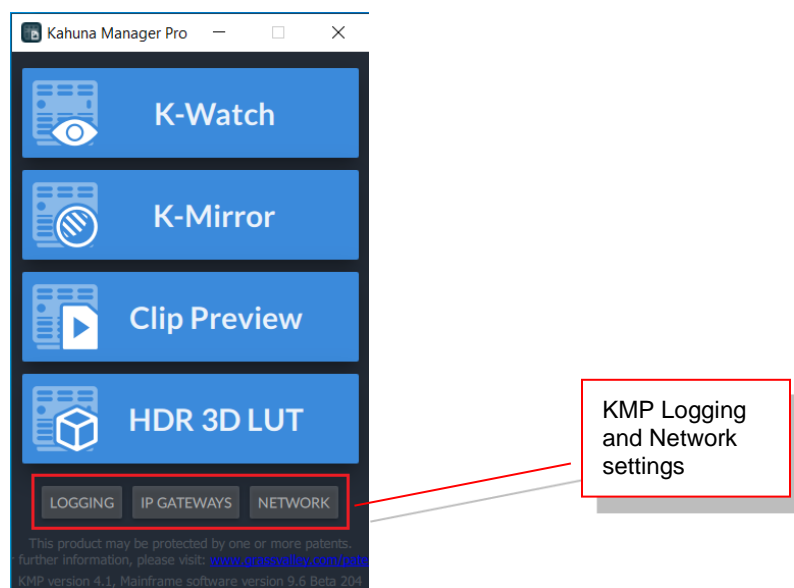 Kahuna Manager Pro
K-Watch
K-Mirror
Clip Preview
HDR 3D LUT
KMP Logging
and Network
settings
LOGGING IP GATEWAYS NETWORK
This product may be protected by one or more patents.
further information, please visit: www.grassvalley.com/pate
KMP version 4.1, Mainframe software version 9.6 Beta 204